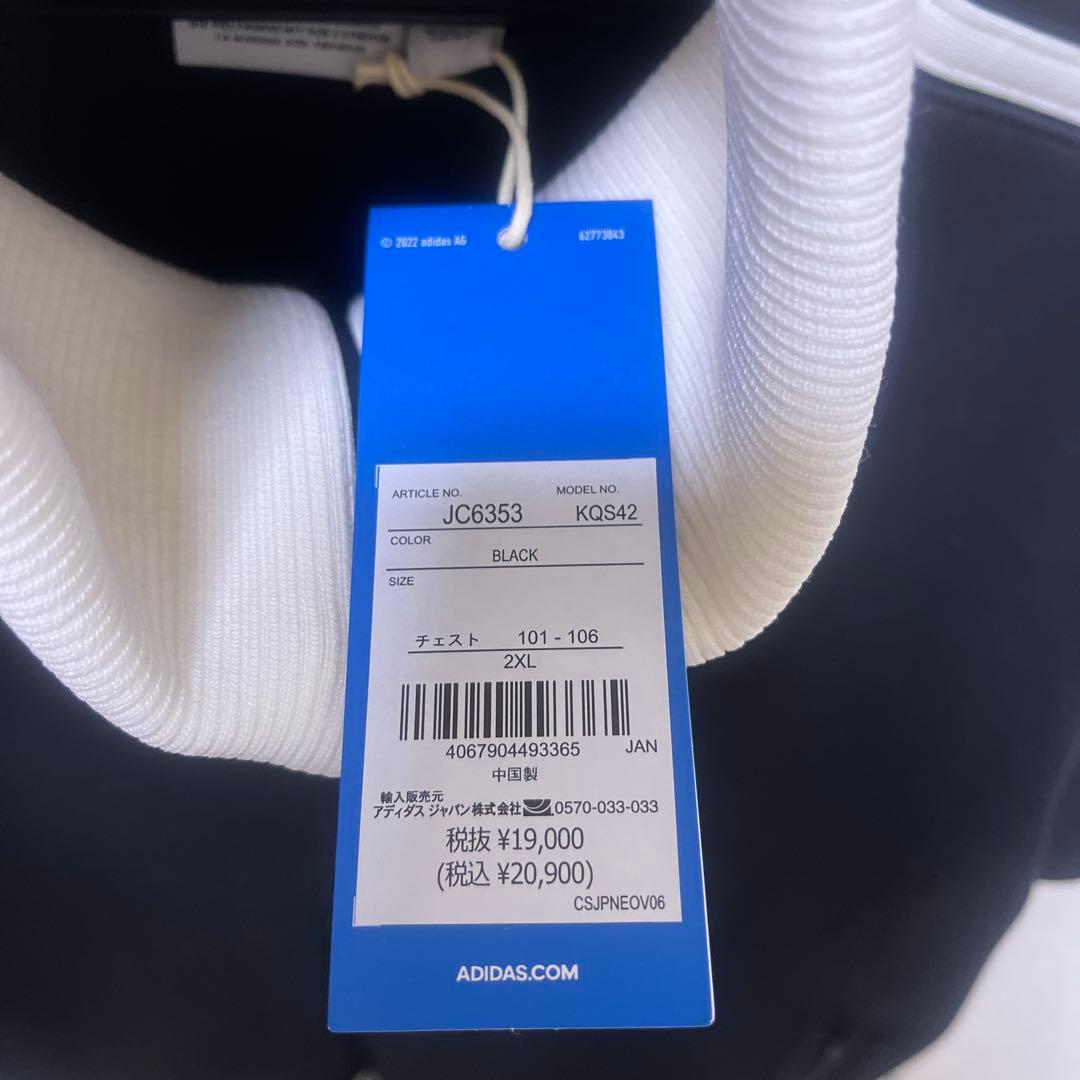 © 2022 adidas AG 62773043
ARTICLE NO. MODEL NO.
JC6353 KQS42
COLOR
BLACK
SIZE
チェスト 101 - 106
2XL
4067904493365 JAN
中国製
輸入販売元
アディダス ジャパン株式会社 0570-033-033
税抜 ¥19,000
(税込 ¥20,900)
CSJPNEOV06
ADIDAS.COM